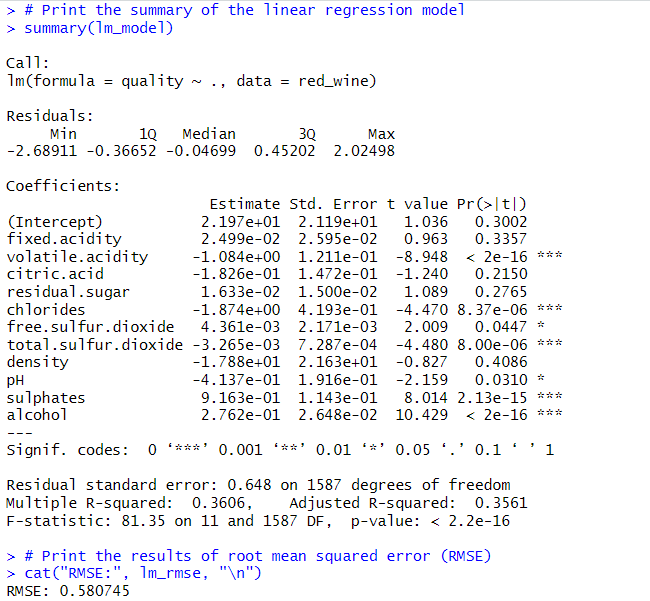 > # Print the summary of the linear regression model
> summary(lm_model)
Call:
lm(formula = quality ~ ., data = red_wine)
Residuals:
     Min       1Q   Median       3Q      Max
-2.68911 -0.36652 -0.04699  0.45202  2.02498
Coefficients:
                       Estimate Std. Error t value Pr(>|t|)
(Intercept)           2.197e+01  2.119e+01   1.036   0.3002
fixed.acidity         2.499e-02  2.595e-02   0.963   0.3357
volatile.acidity     -1.084e+00  1.211e-01  -8.948  < 2e-16 ***
citric.acid          -1.826e-01  1.472e-01  -1.240   0.2150
residual.sugar        1.633e-02  1.500e-02   1.089   0.2765
chlorides            -1.874e+00  4.193e-01  -4.470 8.37e-06 ***
free.sulfur.dioxide   4.361e-03  2.171e-03   2.009   0.0447 *
total.sulfur.dioxide -3.265e-03  7.287e-04  -4.480 8.00e-06 ***
density              -1.788e+01  2.163e+01  -0.827   0.4086
pH                   -4.137e-01  1.916e-01  -2.159   0.0310 *
sulphates             9.163e-01  1.143e-01   8.014 2.13e-15 ***
alcohol               2.762e-01  2.648e-02  10.429  < 2e-16 ***
---
Signif. codes:  0 ‘***’ 0.001 ‘**’ 0.01 ‘*’ 0.05 ‘.’ 0.1 ‘ ’ 1
Residual standard error: 0.648 on 1587 degrees of freedom
Multiple R-squared:  0.3606,    Adjusted R-squared:  0.3561
F-statistic: 81.35 on 11 and 1587 DF,  p-value: < 2.2e-16
> # Print the results of root mean squared error (RMSE)
> cat("RMSE:", lm_rmse, "\n")
RMSE: 0.580745